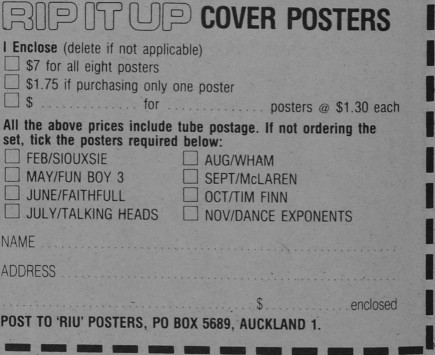 RIP IT UP COVER POSTERS
I Enclose (delete if not applicable)
$7 for all eight posters
$1.75 if purchasing only one poster
$ .................. for .................. posters @ $1.30 each
All the above prices include tube postage. If not ordering the
set, tick the posters required below:
FEB/SIOUXSIE
MAY/FUN BOY 3
JUNE/FAITHFULL
JULY/TALKING HEADS
AUG/WHAM
SEPT/McLAREN
OCT/TIM FINN
NOV/DANCE EXPONENTS
NAME ..................
ADDRESS ..................
.................. $ .................. enclosed
POST TO 'RIU' POSTERS, PO BOX 5689, AUCKLAND 1.